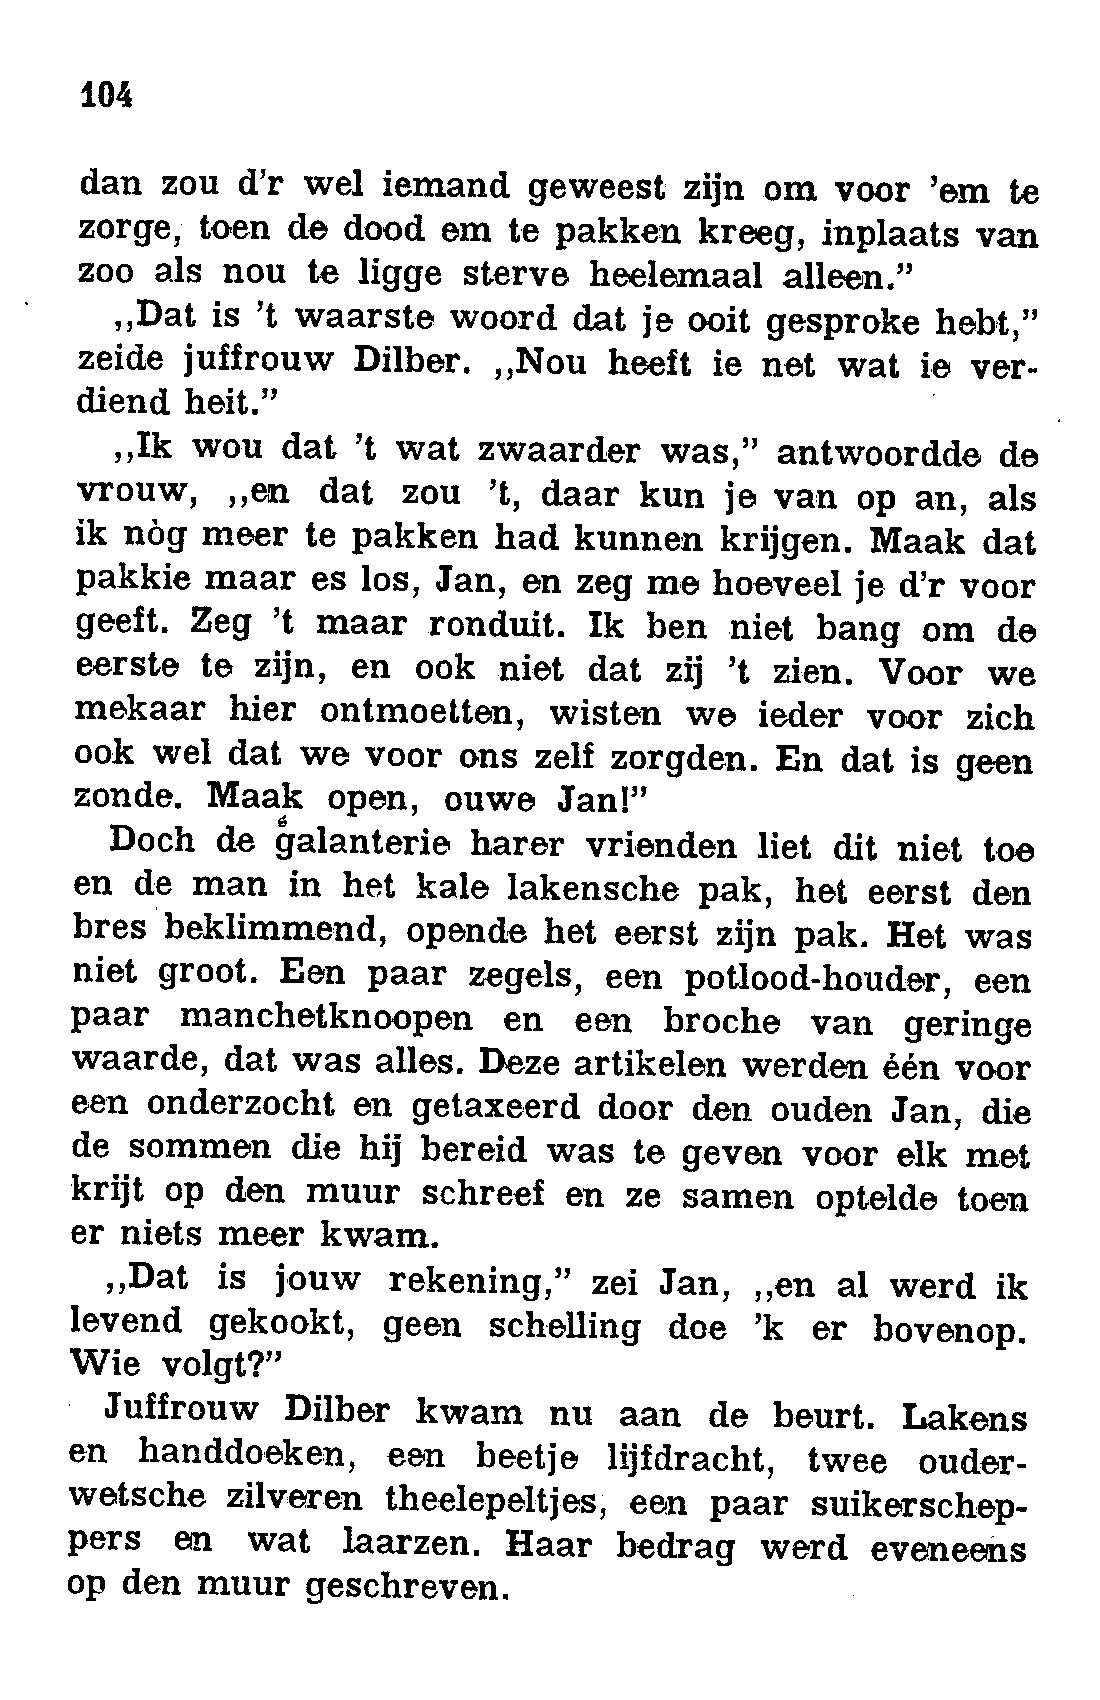 104
dan zou d’r wel iemand geweest zijn om voor ’em te
zorge, toen de dood em te pakken kreeg, inplaats van
zoo als nou te ligge sterve heelemaal alleen.”
,,Dat is ’t waarste woord dat je ooit gesproke hebt,”
zeide juffrouw Dilber. ,,Nou heeft ie net wat ie ver-
diend heit.”
,,Ik wou dat ’t wat zwaarder was,” antwoordde de
vrouw, ,,en dat zou ’t, daar kun je van op an, als
ik nòg meer te pakken had kunnen krijgen. Maak dat
pakkie maar es los, Jan, en zeg me hoeveel je d’r voor
geeft. Zeg ’t maar ronduit. Ik ben niet bang om de
eerste te zijn, en ook niet dat zij ’t zien. Voor we
mekaar hier ontmoetten, wisten we ieder voor zich
ook wel dat we voor ons zelf zorgden. En dat is geen
zonde. Maak open, ouwe Jan!”
Doch de galanterie harer vrienden liet dit niet toe
en de man in het kale lakensche pak, het eerst den
bres beklimmend, opende het eerst zijn pak. Het was
niet groot. Een paar zegels, een potlood-houder, een
paar manchetknoopen en een broche van geringe
waarde, dat was alles. Deze artikelen werden één voor
een onderzocht en getaxeerd door den ouden Jan, die
de sommen die hij bereid was te geven voor elk met
krijt op den muur schreef en ze samen optelde toen
er niets meer kwam.
,,Dat is jouw rekening,” zei Jan, ,,en al werd ik
levend gekookt, geen schelling doe ’k er bovenop.
Wie volgt?”
Juffrouw Dilber kwam nu aan de beurt. Lakens
en handdoeken, een beetje lijfdracht, twee ouder-
wetsche zilveren theelepeltjes, een paar suikerschep-
pers en wat laarzen. Haar bedrag werd eveneens
op den muur geschreven.